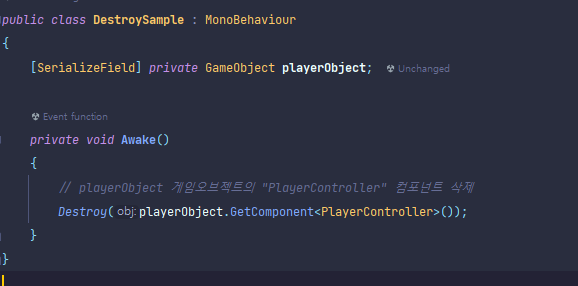 public class DestroySample : MonoBehaviour
{
[SerializeField] private GameObject playerObject; Unchanged
Event function
private void Awake()
{
// playerObject 게임오브젝트의 "PlayerController" 컴포넌트 삭제
Destroy(obj: playerObject.GetComponent<PlayerController>());
}
}